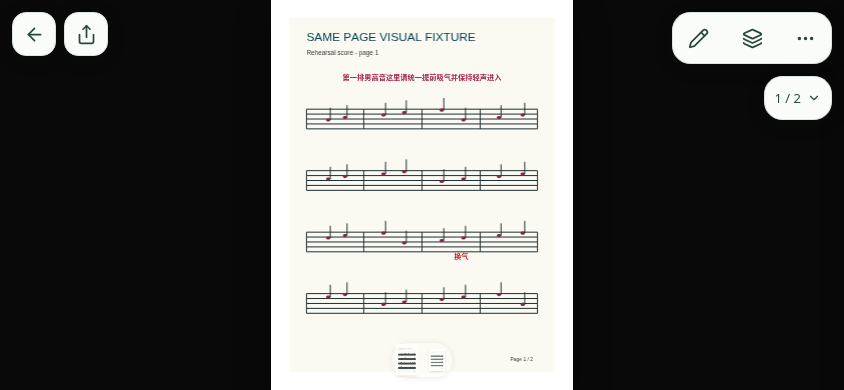 SAME PAGE VISUAL FIXTURE
Rehearsal score - page 1
第一排男高音这里请统一提前吸气并保持轻声进入
换气
Page 1 / 2
1 / 2